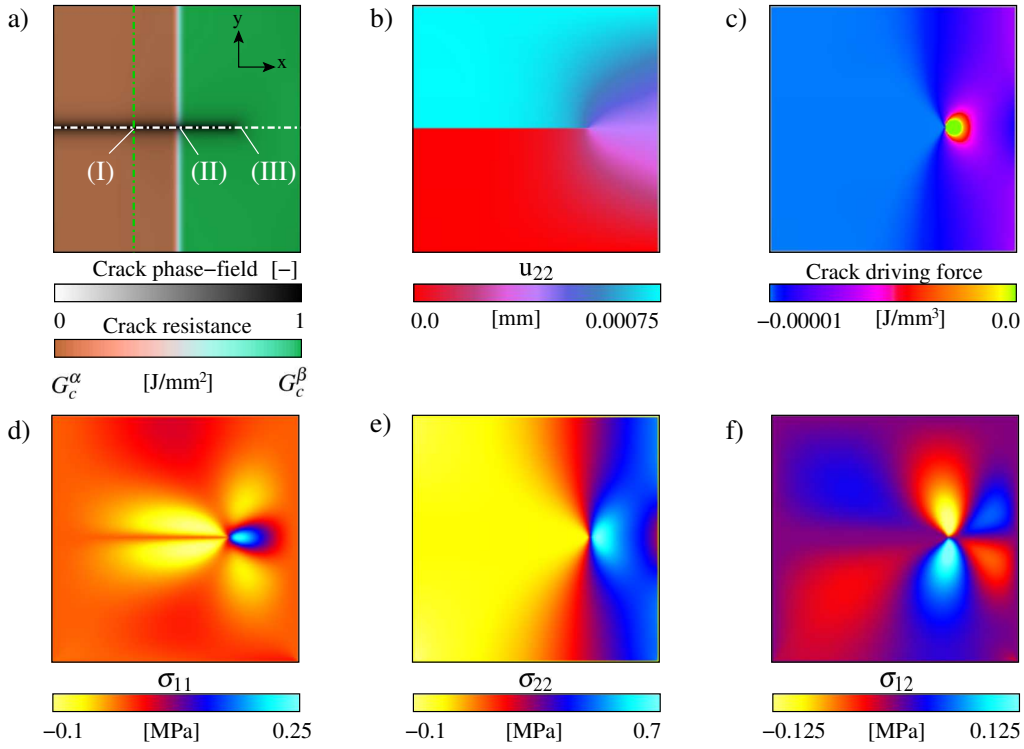 a)
b)
c)
y
x
(I)
(II)
(III)
Crack phase−field [−]
0 1
Crack resistance
G_c^α [J/mm²] G_c^β
u₂₂
0.0 [mm] 0.00075
Crack driving force
−0.00001 [J/mm³] 0.0
d)
e)
f)
σ₁₁
−0.1 [MPa] 0.25
σ₂₂
−0.1 [MPa] 0.7
σ₁₂
−0.125 [MPa] 0.125